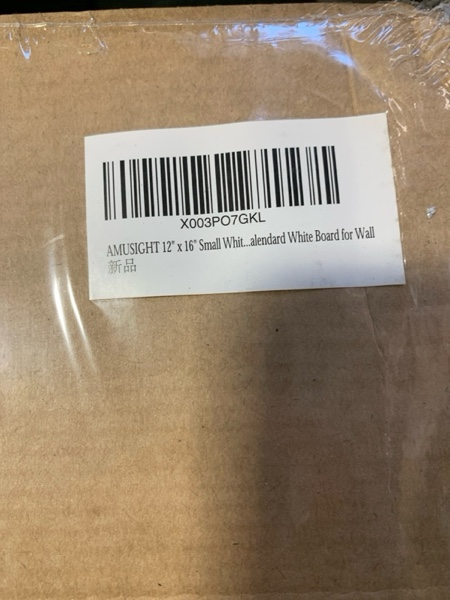 X003PO7GKL
AMUSIGHT 12" x 16" Small Whit...alendard White Board for Wall
新品